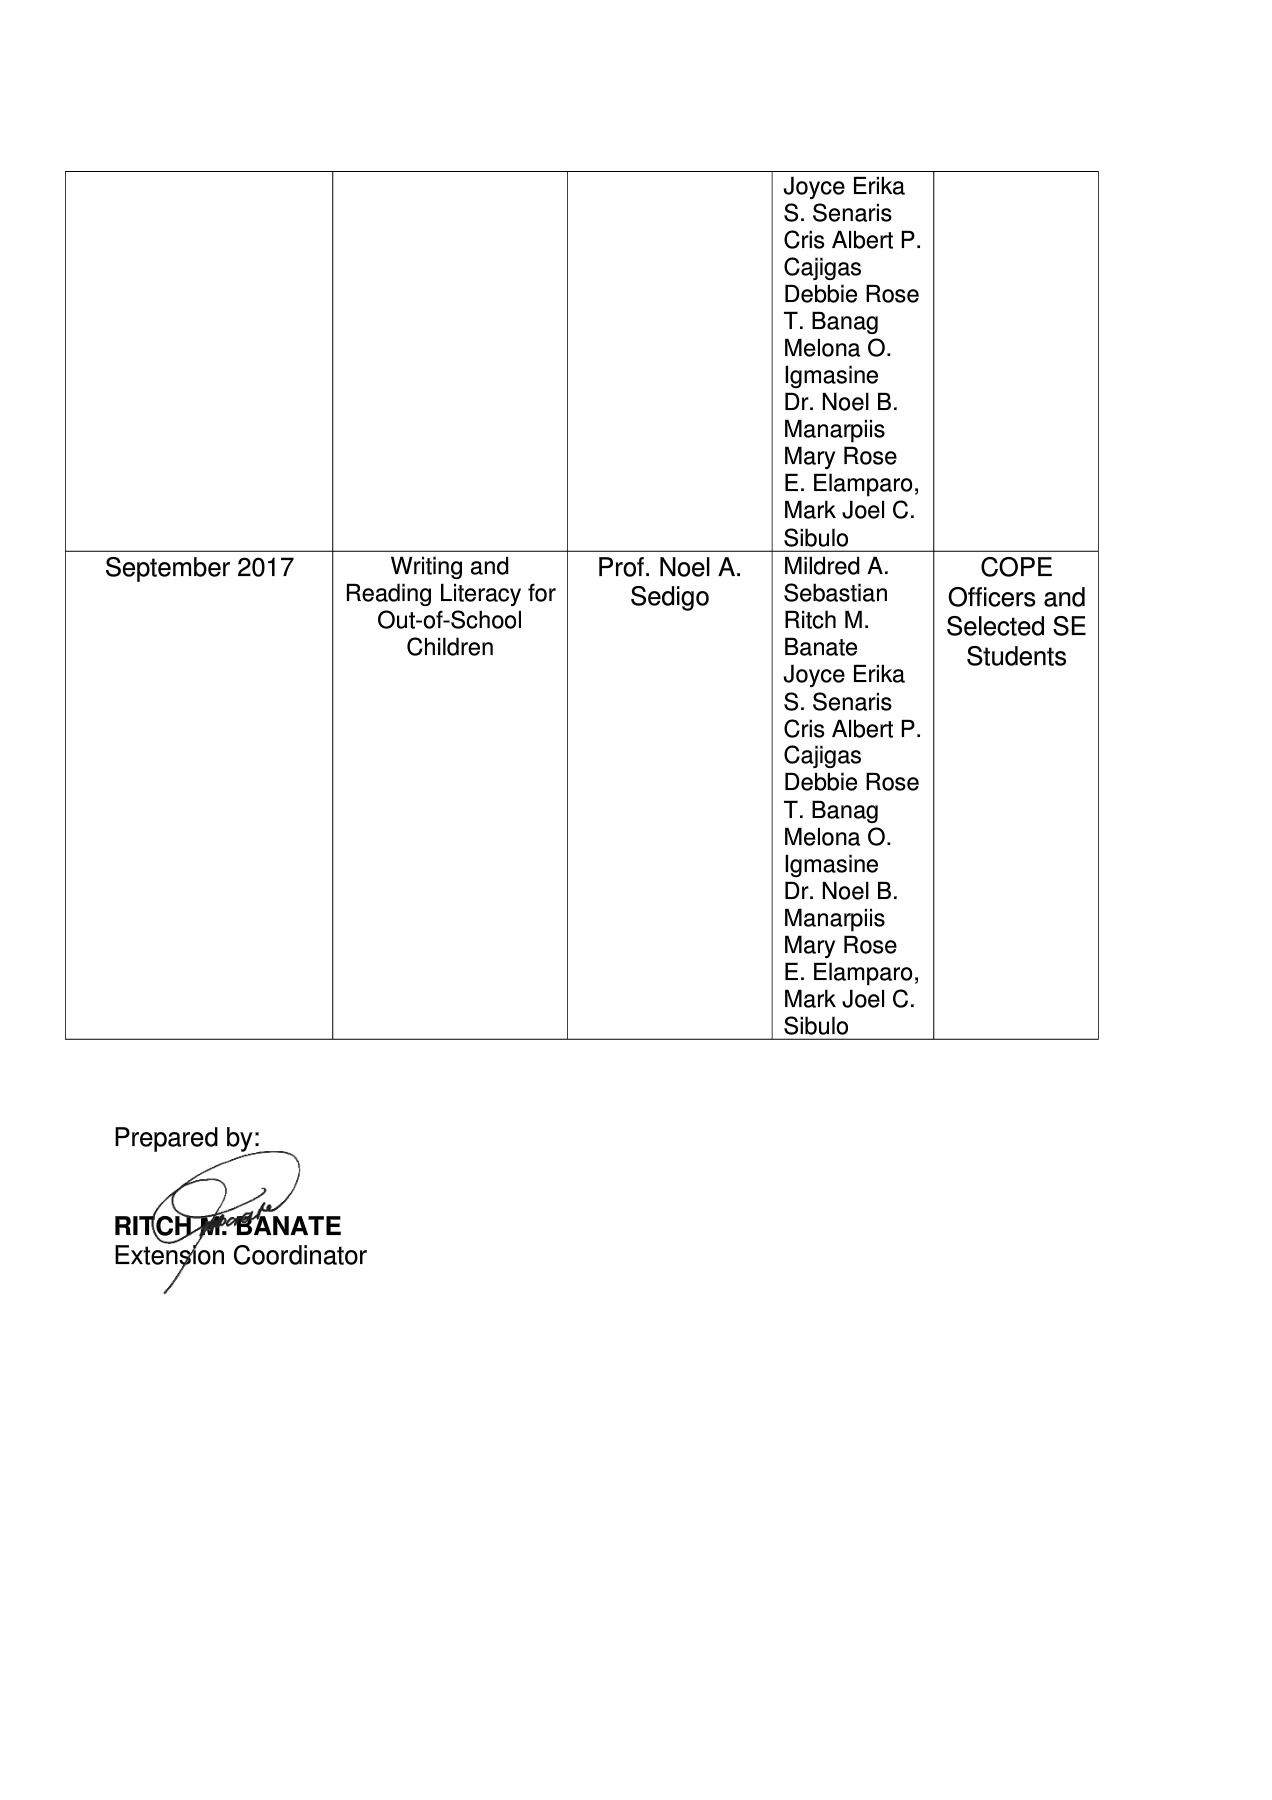 Joyce Erika
S. Senaris
Cris Albert P.
Cajigas
Debbie Rose
T. Banag
Melona O.
Igmasine
Dr. Noel B.
Manarpiis
Mary Rose
E. Elamparo,
Mark Joel C.
Sibulo
September 2017
Writing and
Reading Literacy for
Out-of-School
Children
Prof. Noel A.
Sedigo
Mildred A.
Sebastian
Ritch M.
Banate
Joyce Erika
S. Senaris
Cris Albert P.
Cajigas
Debbie Rose
T. Banag
Melona O.
Igmasine
Dr. Noel B.
Manarpiis
Mary Rose
E. Elamparo,
Mark Joel C.
Sibulo
COPE
Officers and
Selected SE
Students
Prepared by:
RITCH M. BANATE
Extension Coordinator